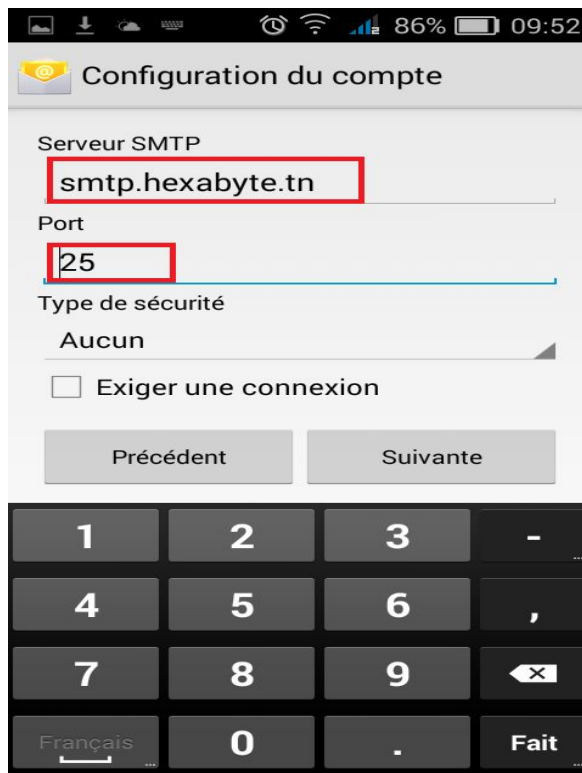 86% 09:52
Configuration du compte
Serveur SMTP
smtp.hexabyte.tn
Port
25
Type de sécurité
Aucun
Exiger une connexion
Précédent Suivante
1 2 3 -
4 5 6 ,
7 8 9
Français 0 . Fait